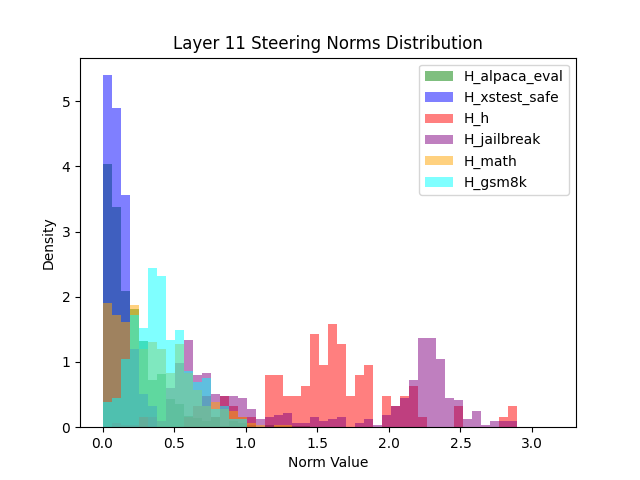 Layer 11 Steering Norms Distribution
H_alpaca_eval
H_xstest_safe
H_h
H_jailbreak
H_math
H_gsm8k
Density
5
4
3
2
1
0
0.0 0.5 1.0 1.5 2.0 2.5 3.0
Norm Value